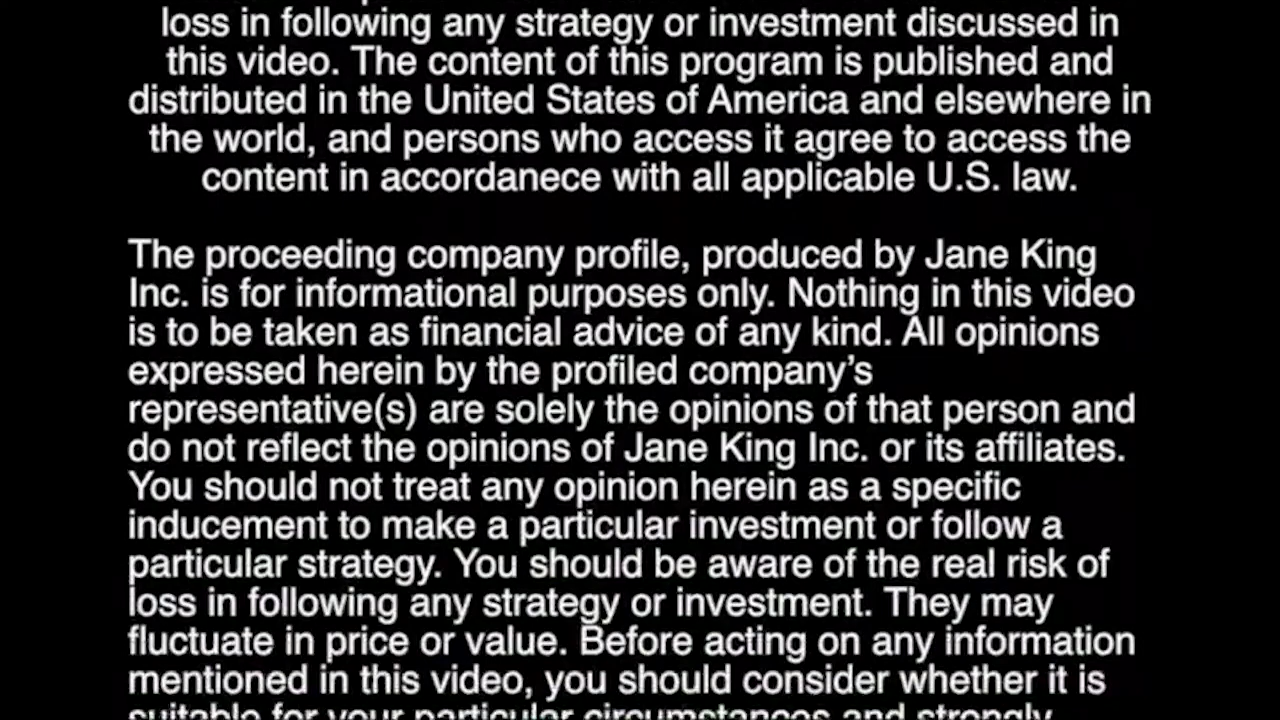 loss in following any strategy or investment discussed in
this video. The content of this program is published and
distributed in the United States of America and elsewhere in
the world, and persons who access it agree to access the
content in accordanece with all applicable U.S. law.
The proceeding company profile, produced by Jane King
Inc. is for informational purposes only. Nothing in this video
is to be taken as financial advice of any kind. All opinions
expressed herein by the profiled company’s
representative(s) are solely the opinions of that person and
do not reflect the opinions of Jane King Inc. or its affiliates.
You should not treat any opinion herein as a specific
inducement to make a particular investment or follow a
particular strategy. You should be aware of the real risk of
loss in following any strategy or investment. They may
fluctuate in price or value. Before acting on any information
mentioned in this video, you should consider whether it is
suitable for your particular circumstances and strongly